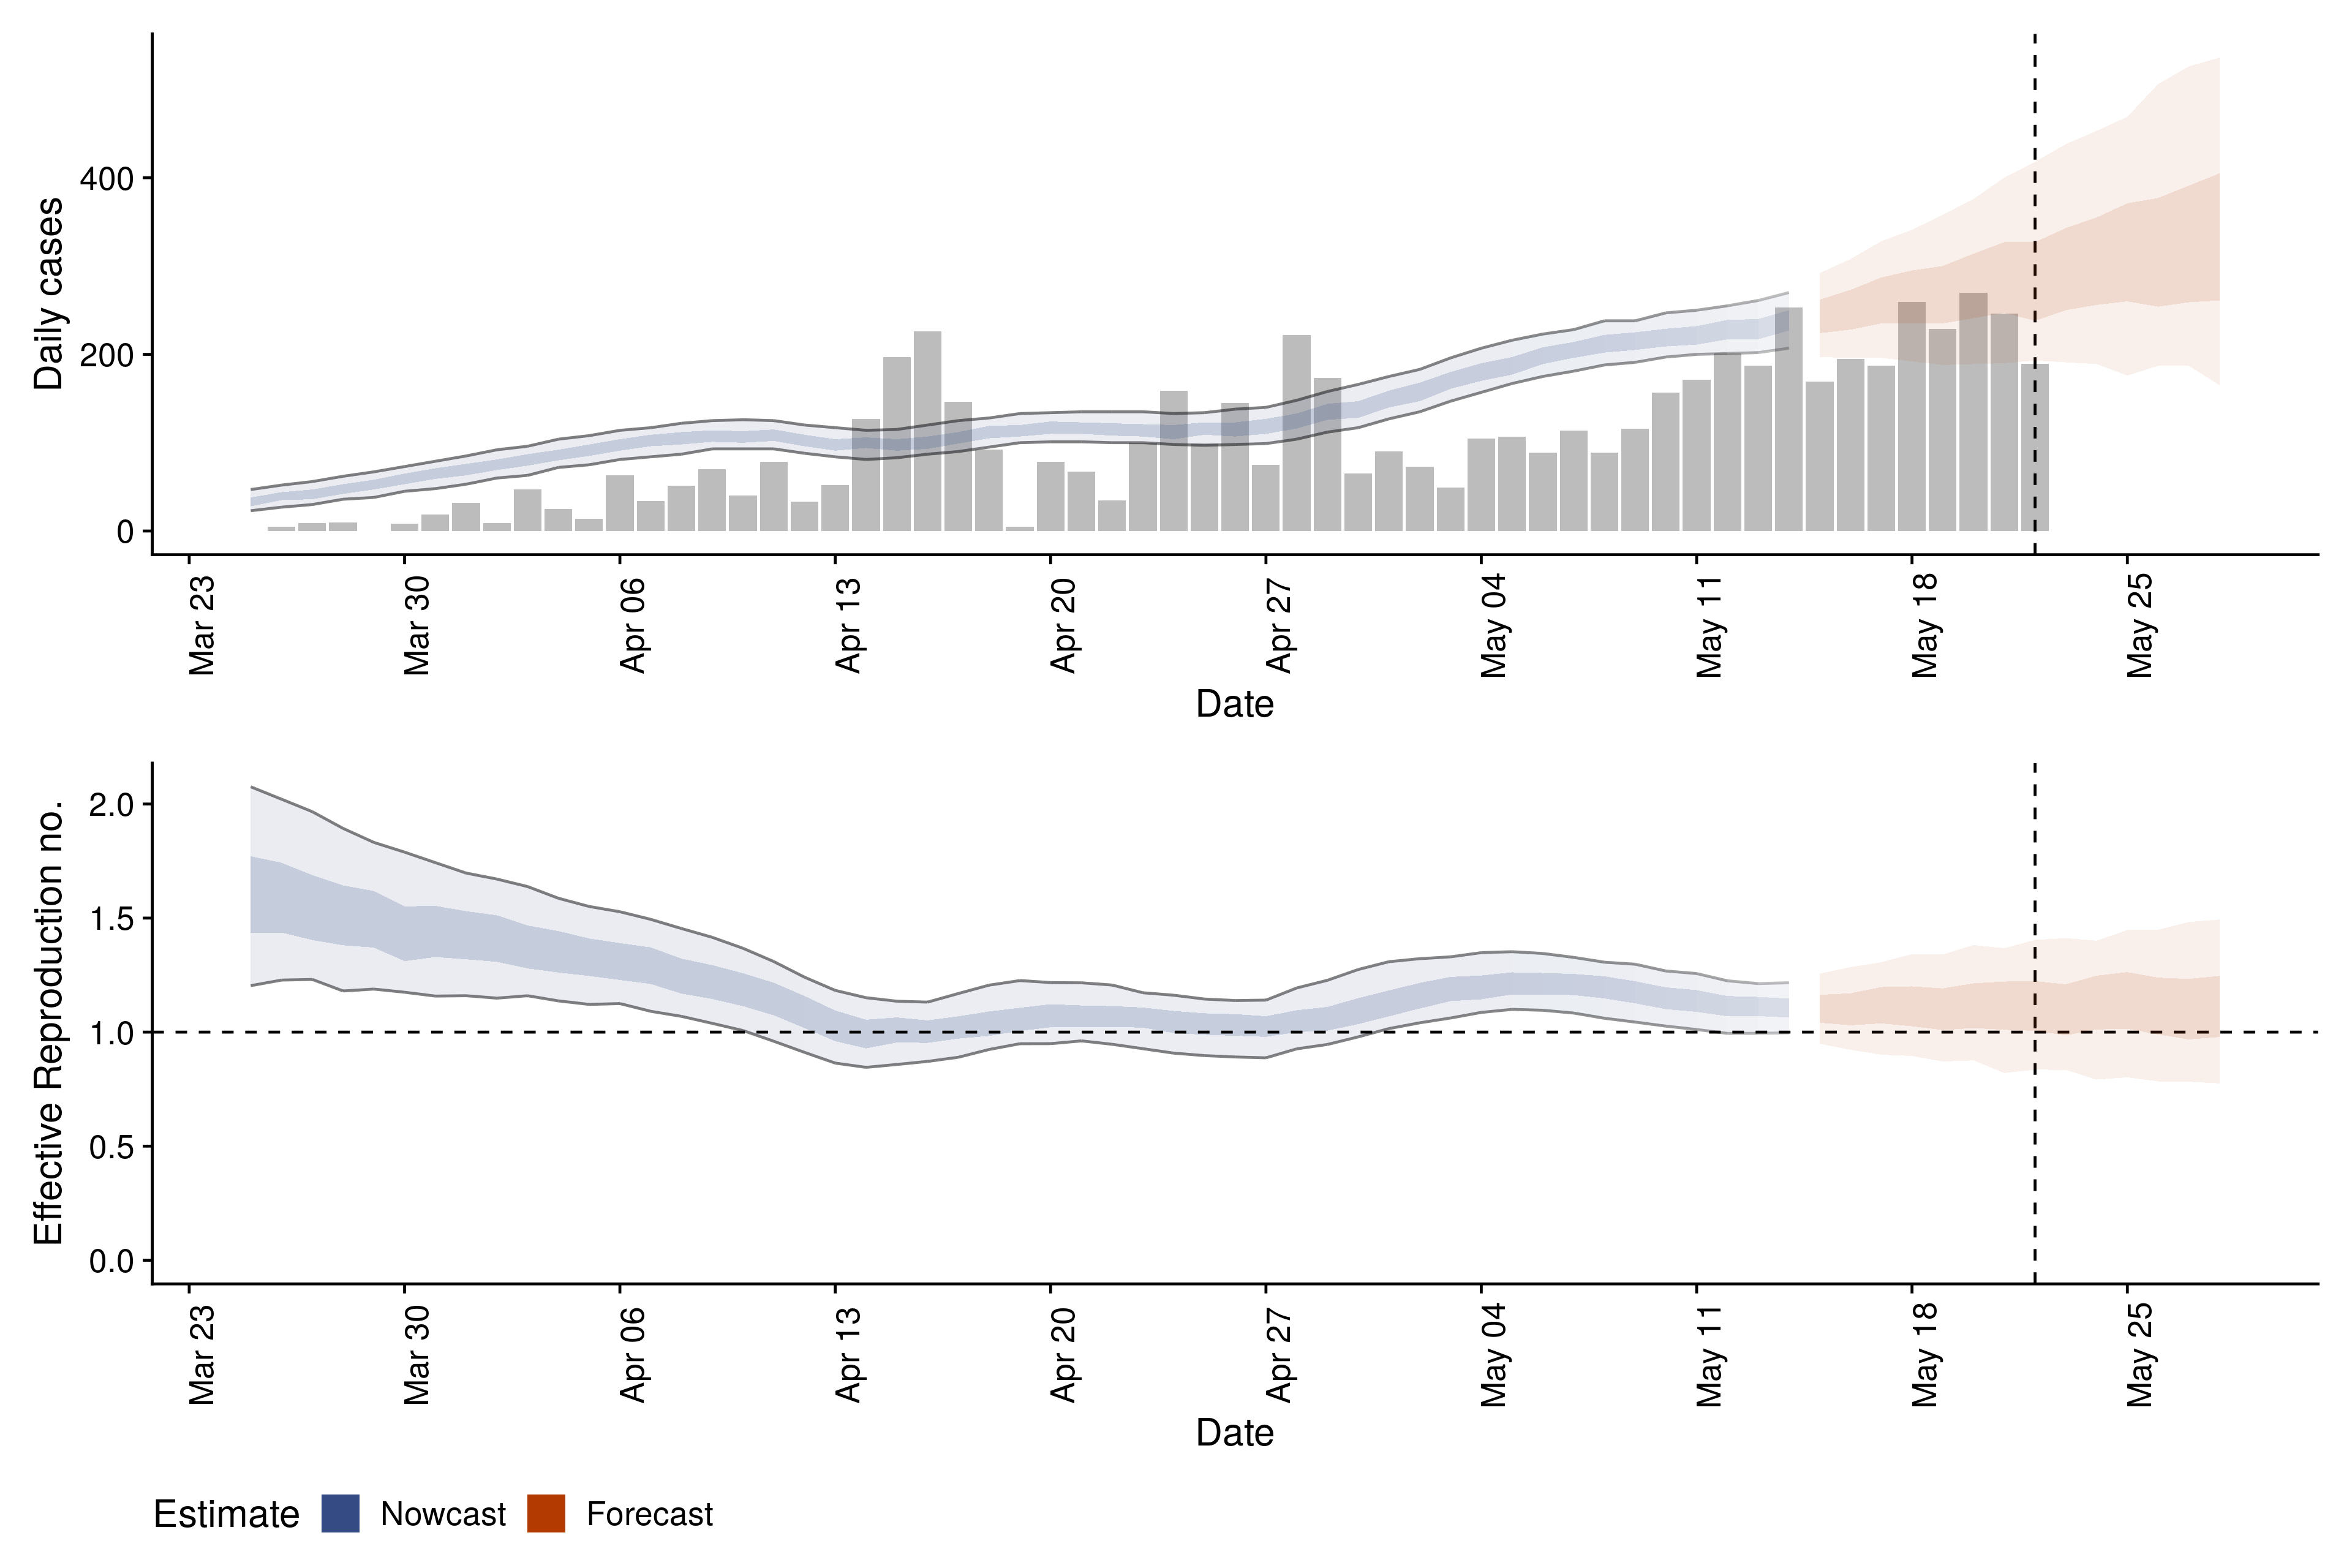 Daily cases
400
200
0
Mar 23
Mar 30
Apr 06
Apr 13
Apr 20
Apr 27
May 04
May 11
May 18
May 25
Date
Effective Reproduction no.
2.0
1.5
1.0
0.5
0.0
Mar 23
Mar 30
Apr 06
Apr 13
Apr 20
Apr 27
May 04
May 11
May 18
May 25
Date
Estimate Nowcast Forecast